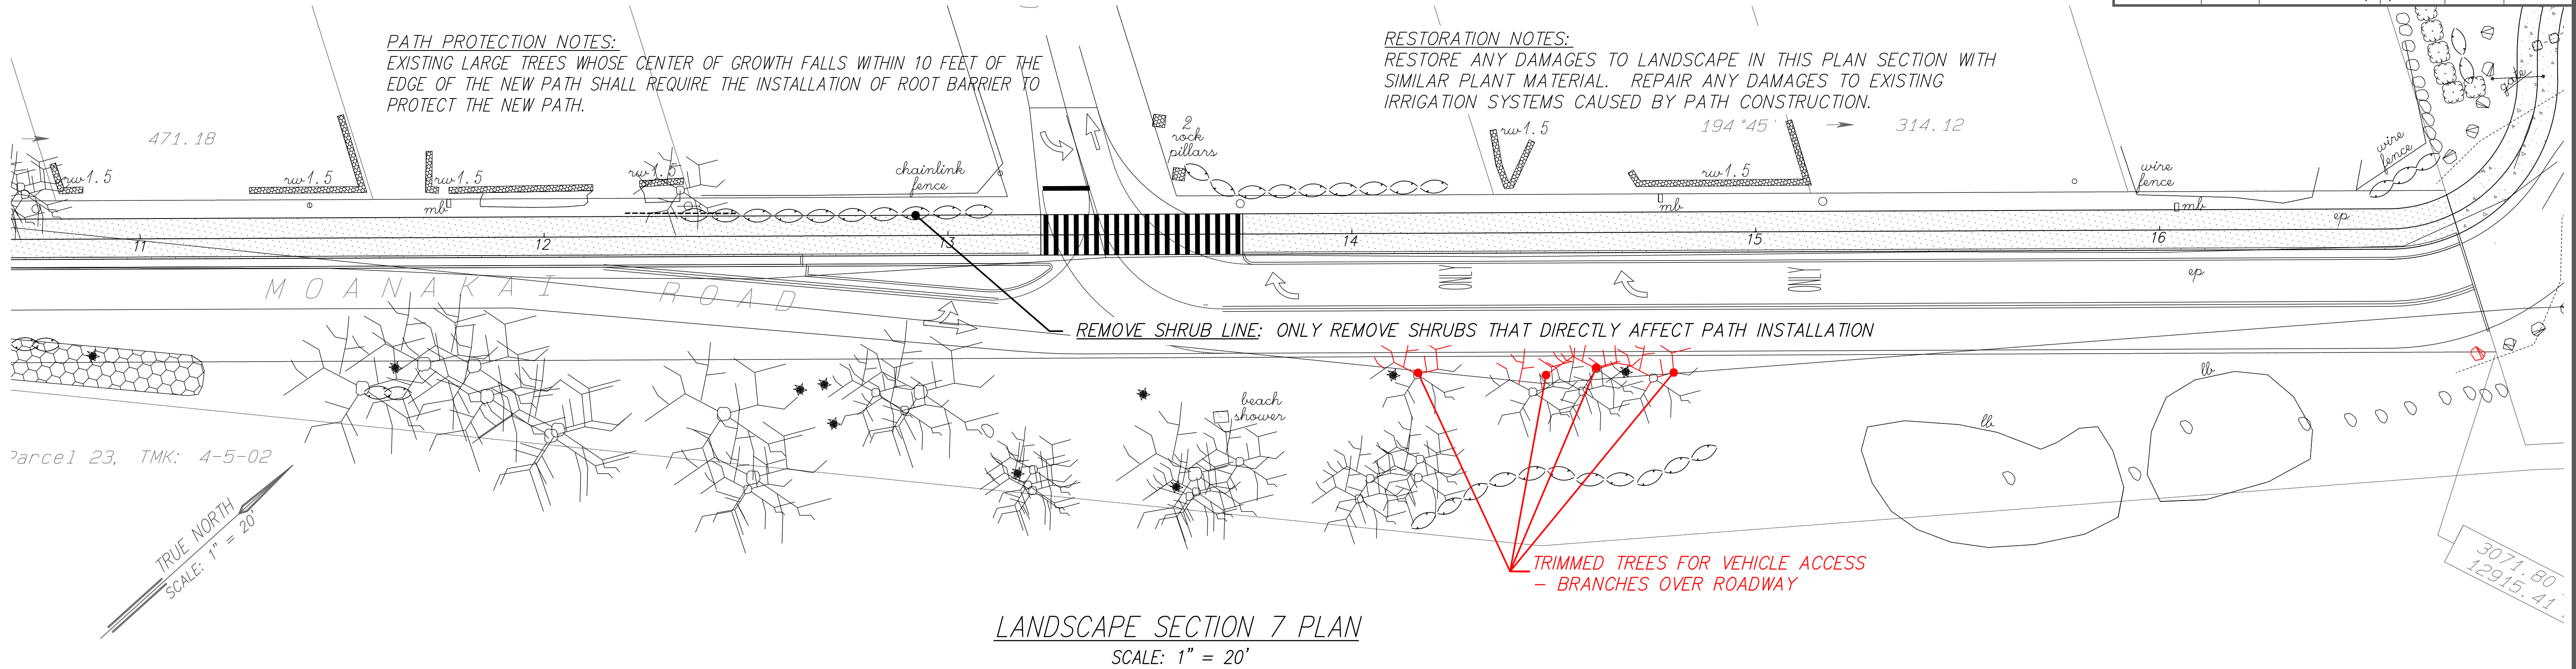 PATH PROTECTION NOTES:
EXISTING LARGE TREES WHOSE CENTER OF GROWTH FALLS WITHIN 10 FEET OF THE
EDGE OF THE NEW PATH SHALL REQUIRE THE INSTALLATION OF ROOT BARRIER TO
PROTECT THE NEW PATH.
RESTORATION NOTES:
RESTORE ANY DAMAGES TO LANDSCAPE IN THIS PLAN SECTION WITH
SIMILAR PLANT MATERIAL. REPAIR ANY DAMAGES TO EXISTING
IRRIGATION SYSTEMS CAUSED BY PATH CONSTRUCTION.
471.18
194°45'
314.12
gate
2
rock
pillars
rw1.5
rw1.5
rw1.5
rw1.5
rw1.5
rw1.5
chainlink
fence
wire
fence
wire
fence
mb
mb
mb
ep
11
12
13
14
15
16
ep
MOANAKAI ROAD
ONLY
ONLY
REMOVE SHRUB LINE: ONLY REMOVE SHRUBS THAT DIRECTLY AFFECT PATH INSTALLATION
beach
shower
lb
lb
Parcel 23, TMK: 4-5-02
TRUE NORTH
SCALE: 1" = 20'
TRIMMED TREES FOR VEHICLE ACCESS
- BRANCHES OVER ROADWAY
3071.80
12915.41
LANDSCAPE SECTION 7 PLAN
SCALE: 1" = 20'